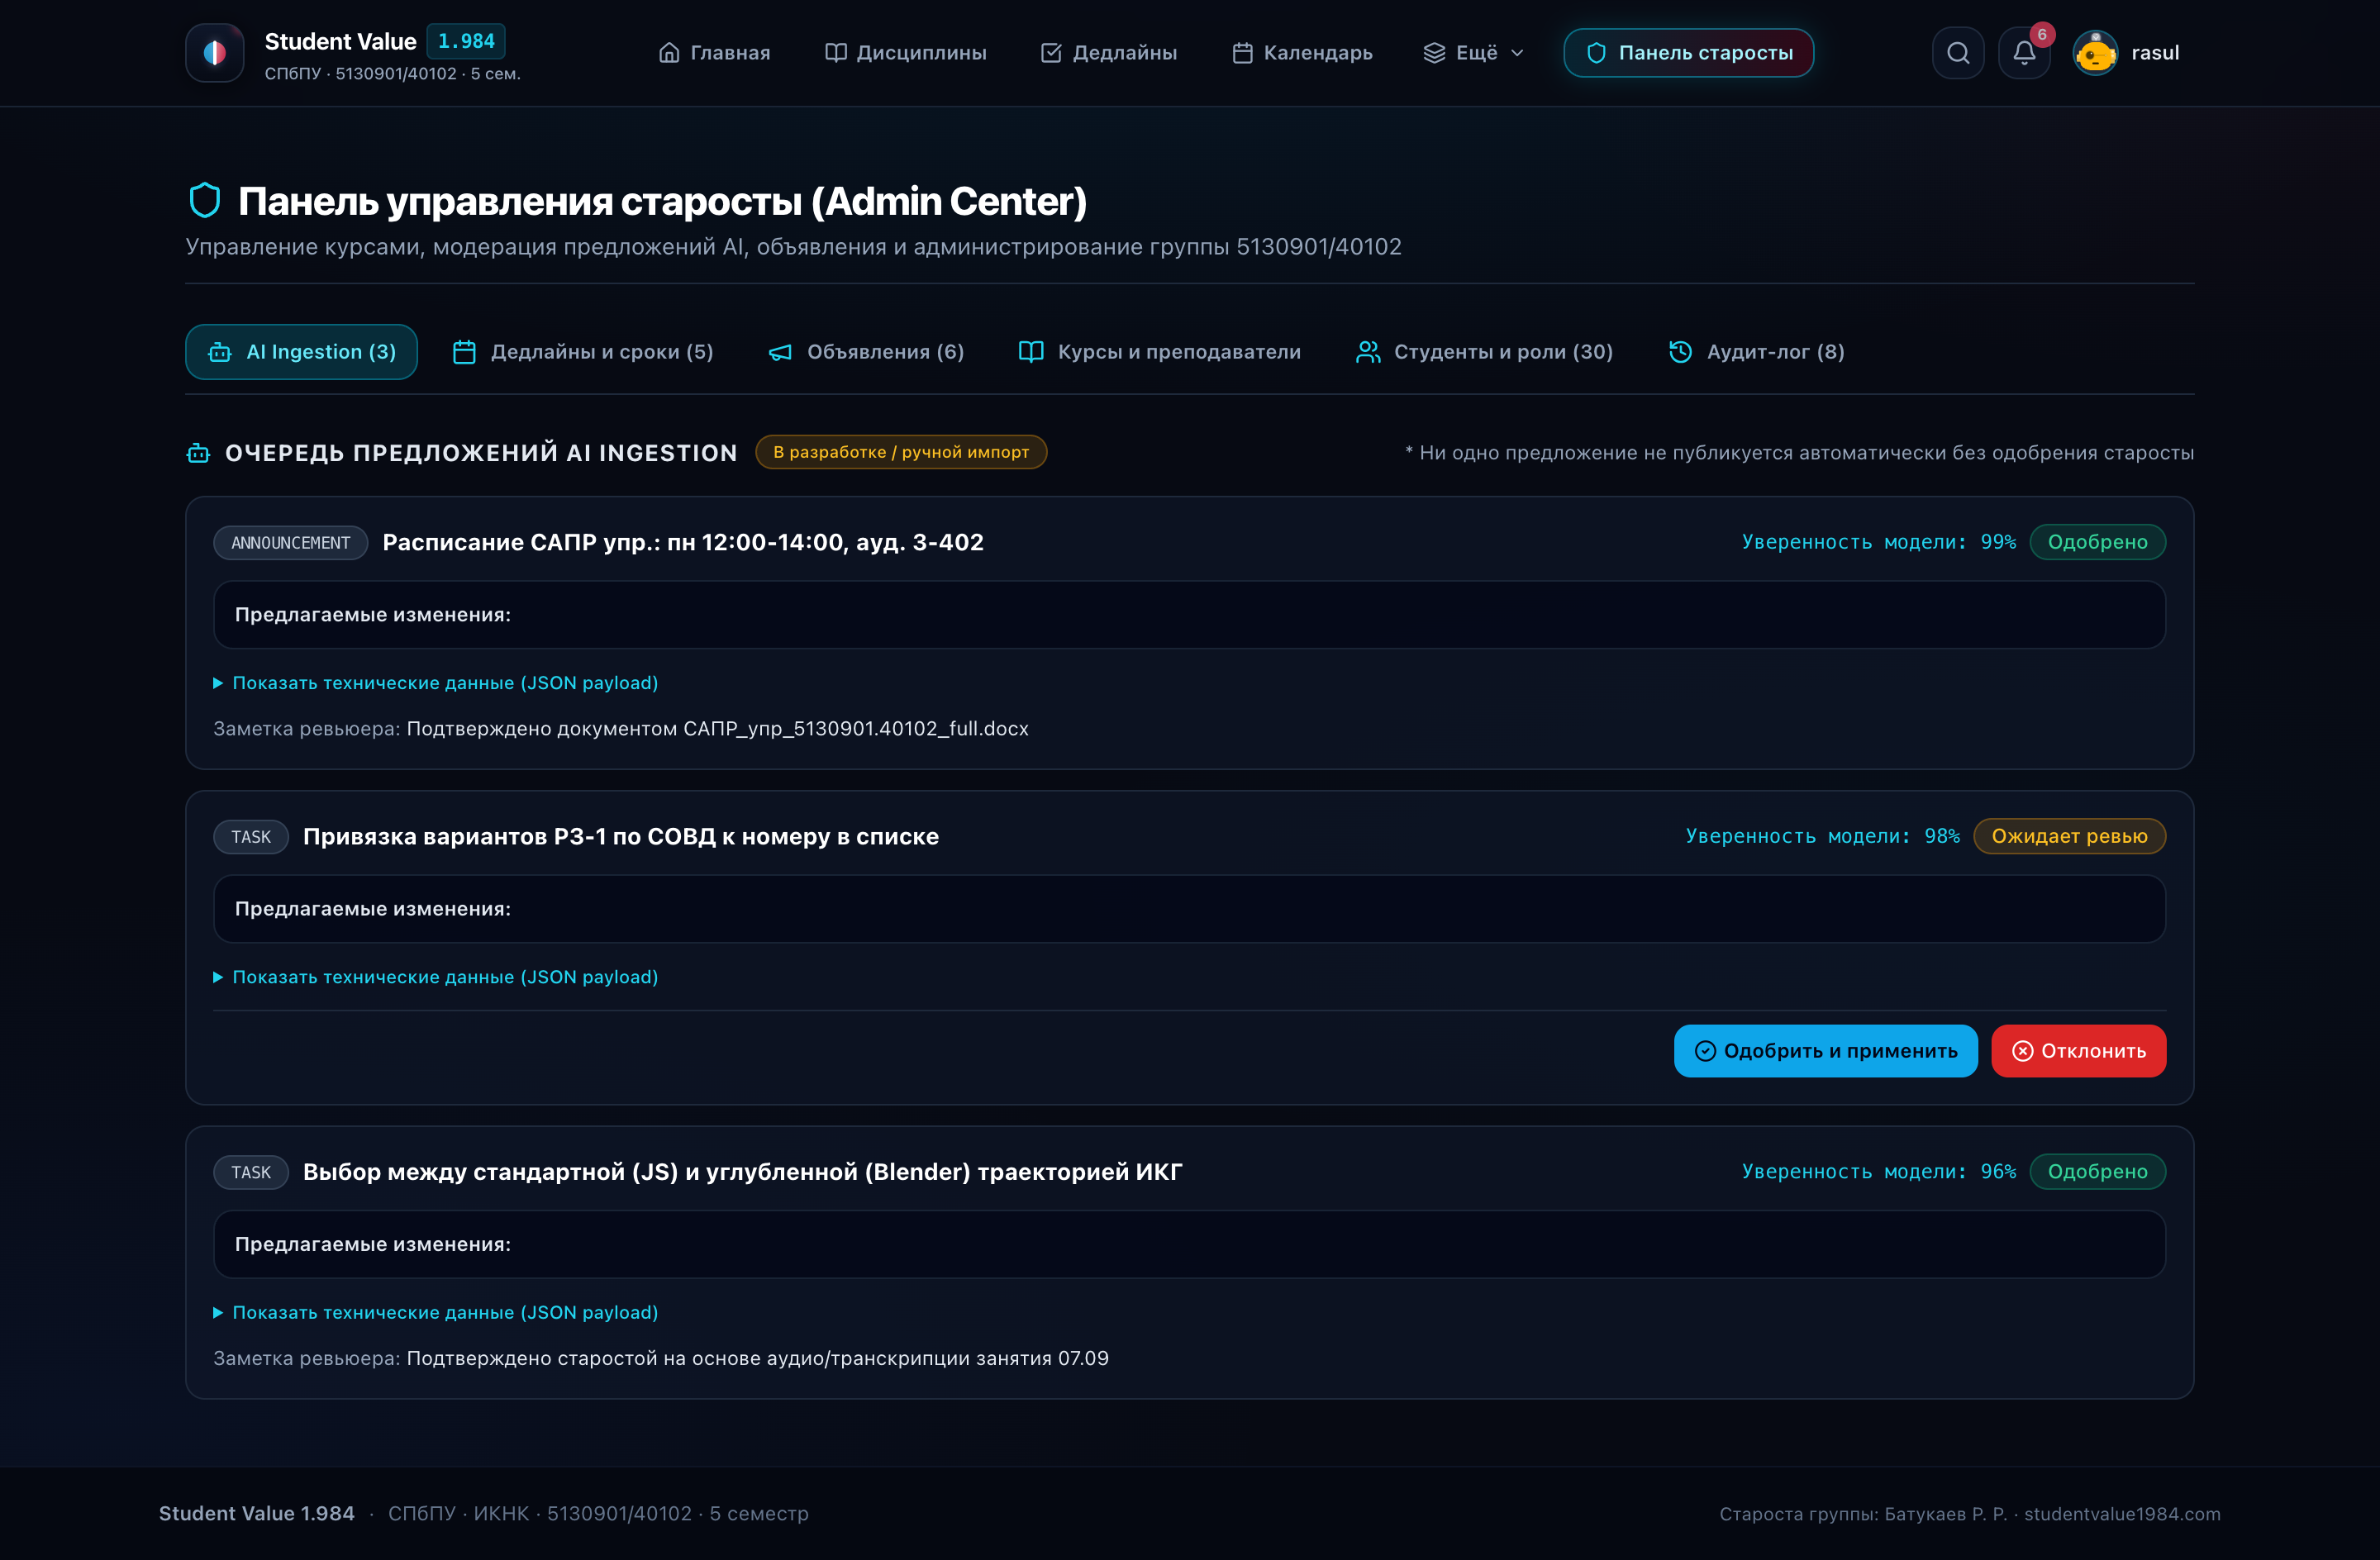 Student Value 1.984
СПбПУ · 5130901/40102 · 5 сем.
Главная
Дисциплины
Дедлайны
Календарь
Ещё
Панель старосты
6
rasul
Панель управления старосты (Admin Center)
Управление курсами, модерация предложений AI, объявления и администрирование группы 5130901/40102
AI Ingestion (3)
Дедлайны и сроки (5)
Объявления (6)
Курсы и преподаватели
Студенты и роли (30)
Аудит-лог (8)
ОЧЕРЕДЬ ПРЕДЛОЖЕНИЙ AI INGESTION
В разработке / ручной импорт
* Ни одно предложение не публикуется автоматически без одобрения старосты
ANNOUNCEMENT Расписание САПР упр.: пн 12:00-14:00, ауд. 3-402
Уверенность модели: 99% Одобрено
Предлагаемые изменения:
Показать технические данные (JSON payload)
Заметка ревьюера: Подтверждено документом САПР_упр_5130901.40102_full.docx
TASK Привязка вариантов РЗ-1 по СОВД к номеру в списке
Уверенность модели: 98% Ожидает ревью
Предлагаемые изменения:
Показать технические данные (JSON payload)
Одобрить и применить
Отклонить
TASK Выбор между стандартной (JS) и углубленной (Blender) траекторией ИКГ
Уверенность модели: 96% Одобрено
Предлагаемые изменения:
Показать технические данные (JSON payload)
Заметка ревьюера: Подтверждено старостой на основе аудио/транскрипции занятия 07.09
Student Value 1.984 · СПбПУ · ИКНК · 5130901/40102 · 5 семестр
Староста группы: Батукаев Р. Р. · studentvalue1984.com